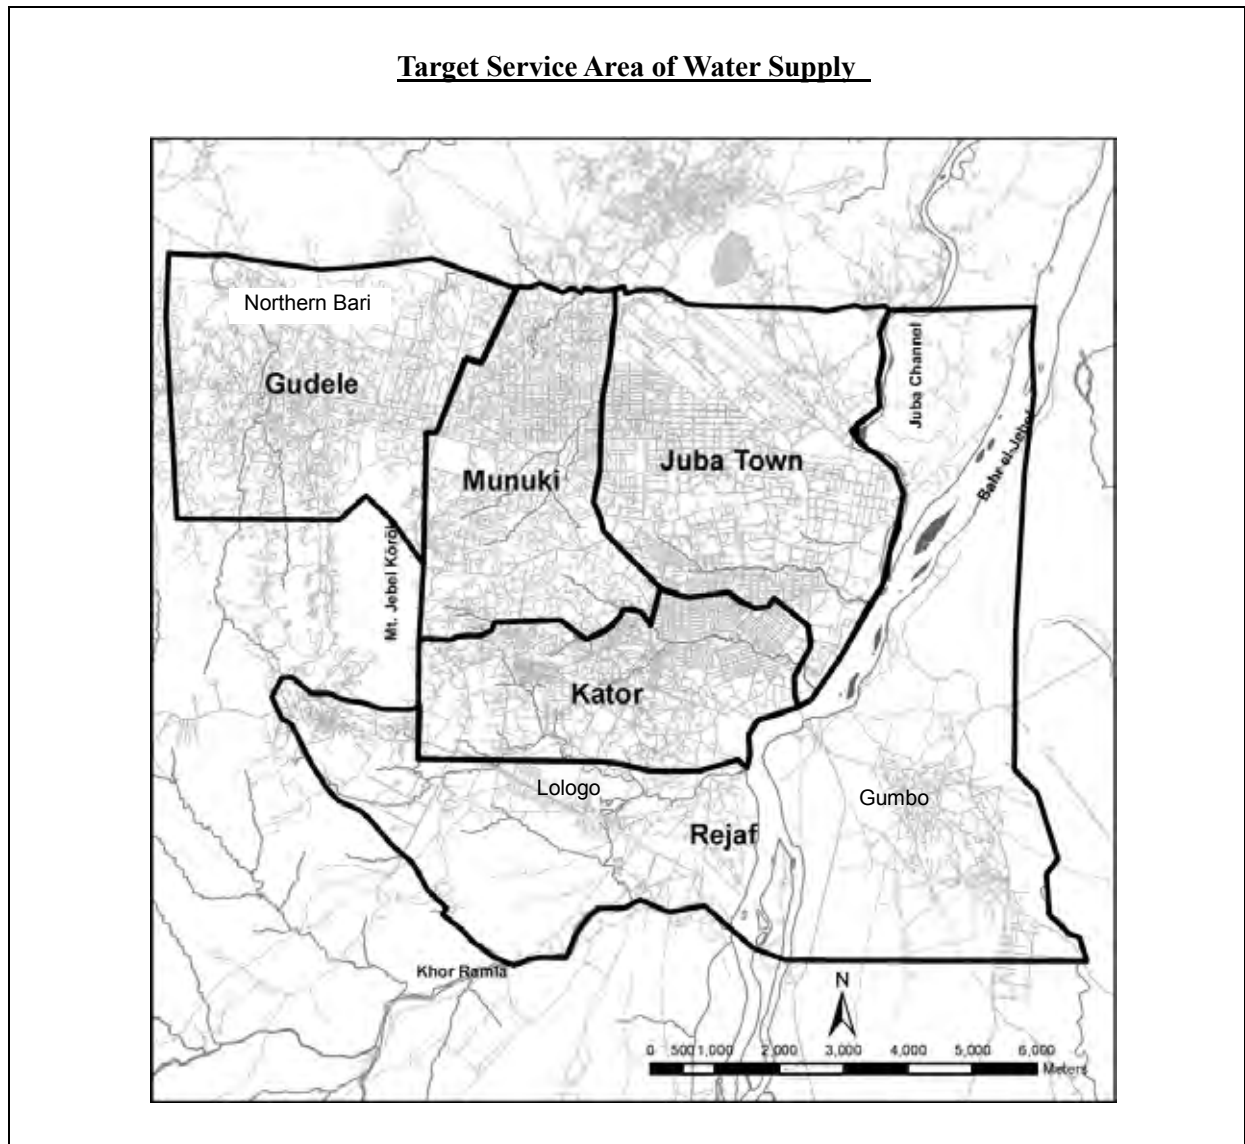 Target Service Area of Water Supply
Northern Bari
Gudele
Juba Channel
Munuki
Juba Town
Bahr el-Jebel
Mt. Jebel Köröl
Kator
Lologo
Gumbo
Rejaf
Khor Ramla
N
0 500 1,000 2,000 3,000 4,000 5,000 6,000
Meters